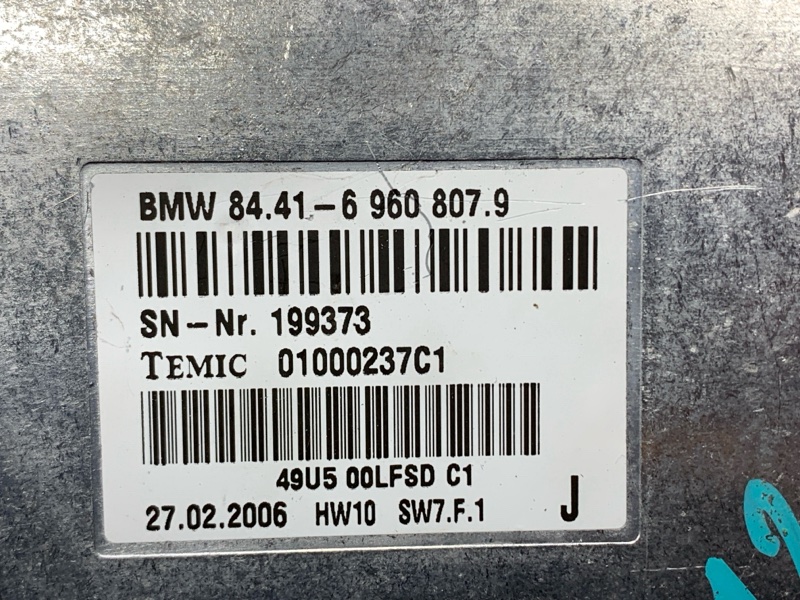 BMW 84.41-6 960 807.9
SN-Nr. 199373
TEMIC 01000237C1
49U5 00LFSD C1
27.02.2006 HW10 SW7.F.1 J